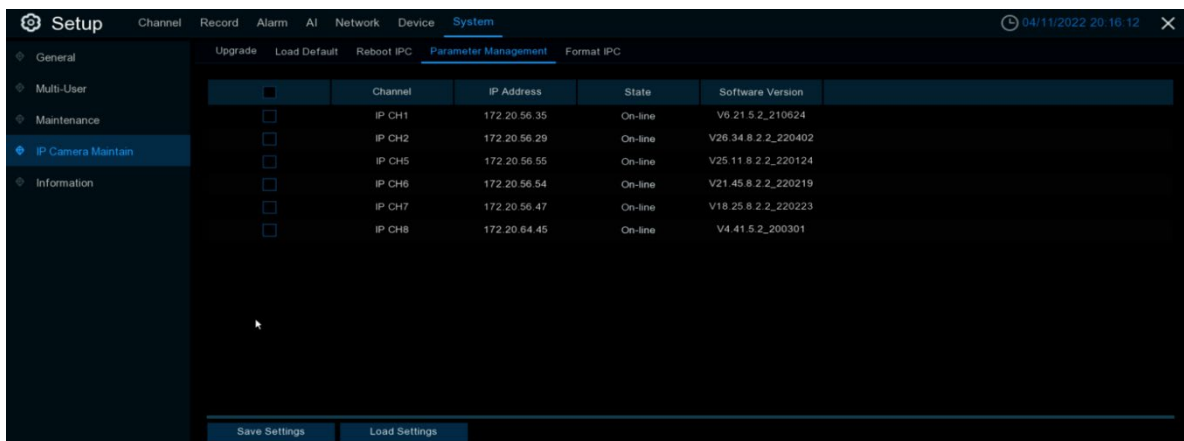 Setup Channel Record Alarm AI Network Device System 04/11/2022 20:16:12
General
Multi-User
Maintenance
IP Camera Maintain
Information
Upgrade Load Default Reboot IPC Parameter Management Format IPC
Channel IP Address State Software Version
IP CH1 172.20.56.35 On-line V6.21.5.2_210624
IP CH2 172.20.56.29 On-line V26.34.8.2.2_220402
IP CH5 172.20.56.55 On-line V25.11.8.2.2_220124
IP CH6 172.20.56.54 On-line V21.45.8.2.2_220219
IP CH7 172.20.56.47 On-line V18.25.8.2.2_220223
IP CH8 172.20.64.45 On-line V4.41.5.2_200301
Save Settings Load Settings